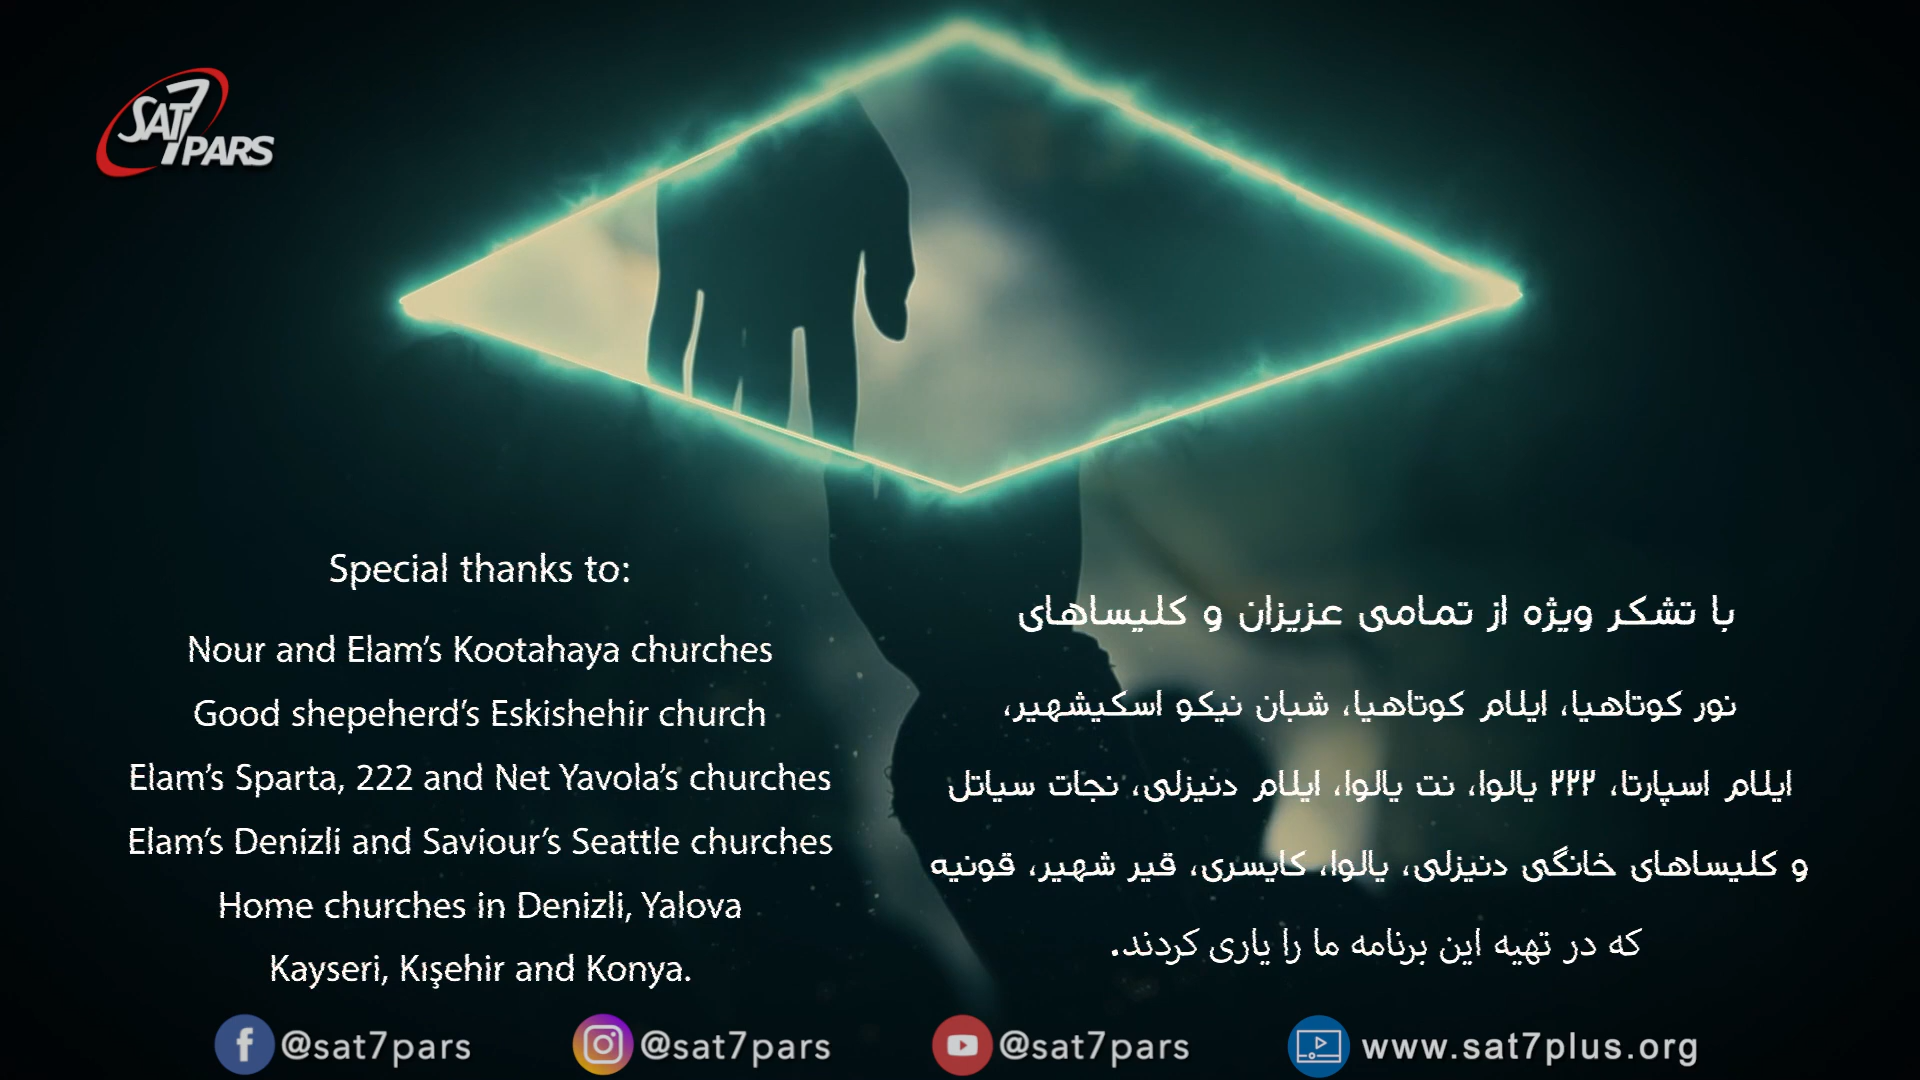 SAT7
PARS
Special thanks to:
Nour and Elam’s Kootahaya churches
Good shepeherd’s Eskishehir church
Elam’s Sparta, 222 and Net Yavola’s churches
Elam’s Denizli and Saviour’s Seattle churches
Home churches in Denizli, Yalova
Kayseri, Kışehir and Konya.
با تشکر ویژه از تمامی عزیزان و کلیساهای
نور کوتاهیا، ایلام کوتاهیا، شبان نیکو اسکیشهیر،
ایلام اسپارتا، ۲۲۲ یالوا، نت یالوا، ایلام دنیزلی، نجات سیاتل
و کلیساهای خانگی دنیزلی، یالوا، کایسری، قیر شهیر، قونیه
که در تهیه این برنامه ما را یاری کردند.
@sat7pars
@sat7pars
@sat7pars
www.sat7plus.org